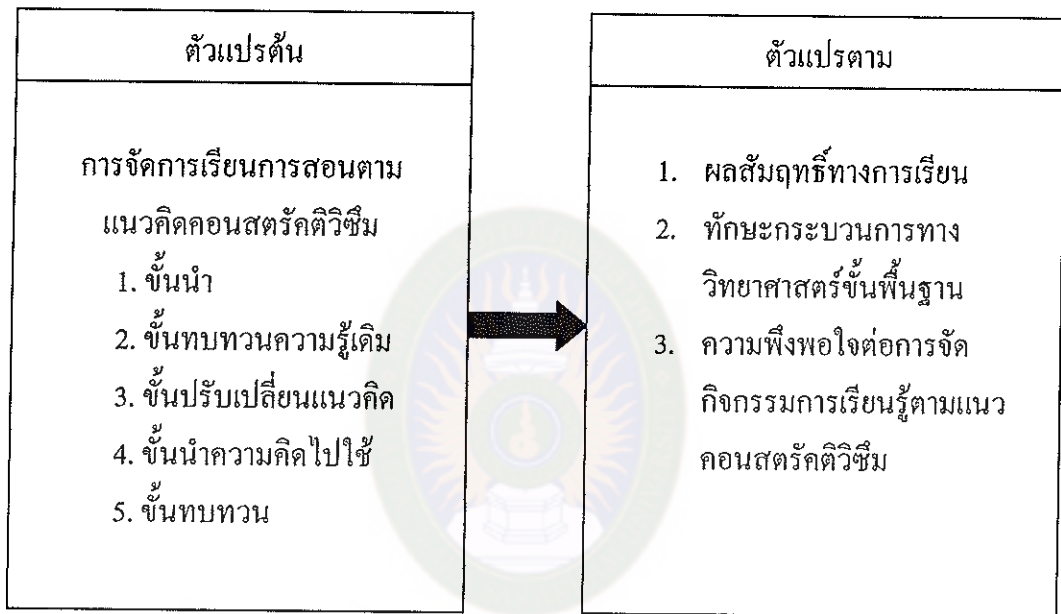 ตัวแปรต้น
การจัดการเรียนการสอนตาม
แนวคิดคอนสตรัคติวิซึม
1. ขั้นนำ
2. ขั้นทบทวนความรู้เดิม
3. ขั้นปรับเปลี่ยนแนวคิด
4. ขั้นนำความคิดไปใช้
5. ขั้นทบทวน
ตัวแปรตาม
1. ผลสัมฤทธิ์ทางการเรียน
2. ทักษะกระบวนการทาง
วิทยาศาสตร์ขั้นพื้นฐาน
3. ความพึงพอใจต่อการจัด
กิจกรรมการเรียนรู้ตามแนว
คอนสตรัคติวิซึม